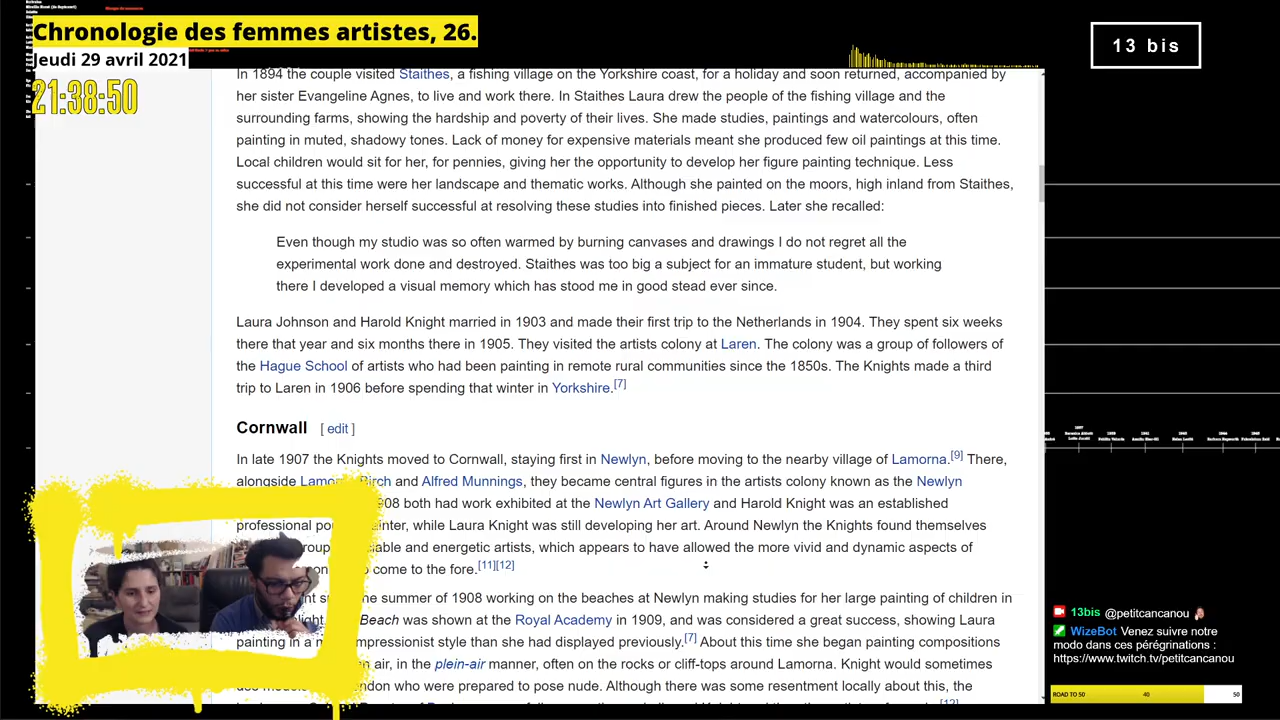 Chronologie des femmes artistes, 26.
Jeudi 29 avril 2021
21:38:50
13 bis
In 1894 the couple visited Staithes, a fishing village on the Yorkshire coast, for a holiday and soon returned, accompanied by
her sister Evangeline Agnes, to live and work there. In Staithes Laura drew the people of the fishing village and the
surrounding farms, showing the hardship and poverty of their lives. She made studies, paintings and watercolours, often
painting in muted, shadowy tones. Lack of money for expensive materials meant she produced few oil paintings at this time.
Local children would sit for her, for pennies, giving her the opportunity to develop her figure painting technique. Less
successful at this time were her landscape and thematic works. Although she painted on the moors, high inland from Staithes,
she did not consider herself successful at resolving these studies into finished pieces. Later she recalled:
Even though my studio was so often warmed by burning canvases and drawings I do not regret all the
experimental work done and destroyed. Staithes was too big a subject for an immature student, but working
there I developed a visual memory which has stood me in good stead ever since.
Laura Johnson and Harold Knight married in 1903 and made their first trip to the Netherlands in 1904. They spent six weeks
there that year and six months there in 1905. They visited the artists colony at Laren. The colony was a group of followers of
the Hague School of artists who had been painting in remote rural communities since the 1850s. The Knights made a third
trip to Laren in 1906 before spending that winter in Yorkshire.[7]
Cornwall [ edit ]
In late 1907 the Knights moved to Cornwall, staying first in Newlyn, before moving to the nearby village of Lamorna.[9] There,
alongside Lamorna Birch and Alfred Munnings, they became central figures in the artists colony known as the Newlyn
908 both had work exhibited at the Newlyn Art Gallery and Harold Knight was an established
professional painter, while Laura Knight was still developing her art. Around Newlyn the Knights found themselves
group sociable and energetic artists, which appears to have allowed the more vivid and dynamic aspects of
come to the fore.[11][12]
summer of 1908 working on the beaches at Newlyn making studies for her large painting of children in
light Beach was shown at the Royal Academy in 1909, and was considered a great success, showing Laura
painting in a impressionist style than she had displayed previously.[7] About this time she began painting compositions
air, in the plein-air manner, often on the rocks or cliff-tops around Lamorna. Knight would sometimes
who were prepared to pose nude. Although there was some resentment locally about this, the
13bis @petitcancanou
WizeBot Venez suivre notre
modo dans ces pérégrinations :
https://www.twitch.tv/petitcancanou
ROAD TO 50 40 50